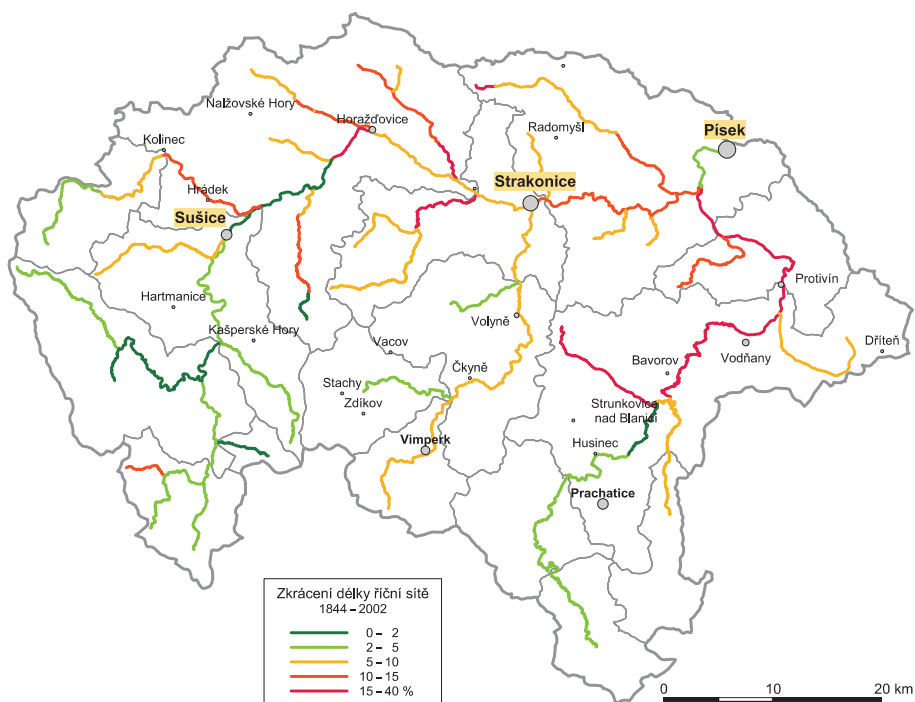 Nalžovské Hory
Horažďovice
Radomyšl
Písek
Kolinec
Hrádek
Strakonice
Sušice
Hartmanice
Protivín
Kašperské Hory
Volyně
Vacov
Vodňany
Dříteň
Bavorov
Čkyně
Stachy
Zdíkov
Strunkovice
nad Blanicí
Vimperk
Husinec
Prachatice
Zkrácení délky říční sítě
1844 – 2002
0 – 2
2 – 5
5 – 10
10 – 15
15 – 40 %
0 10 20 km